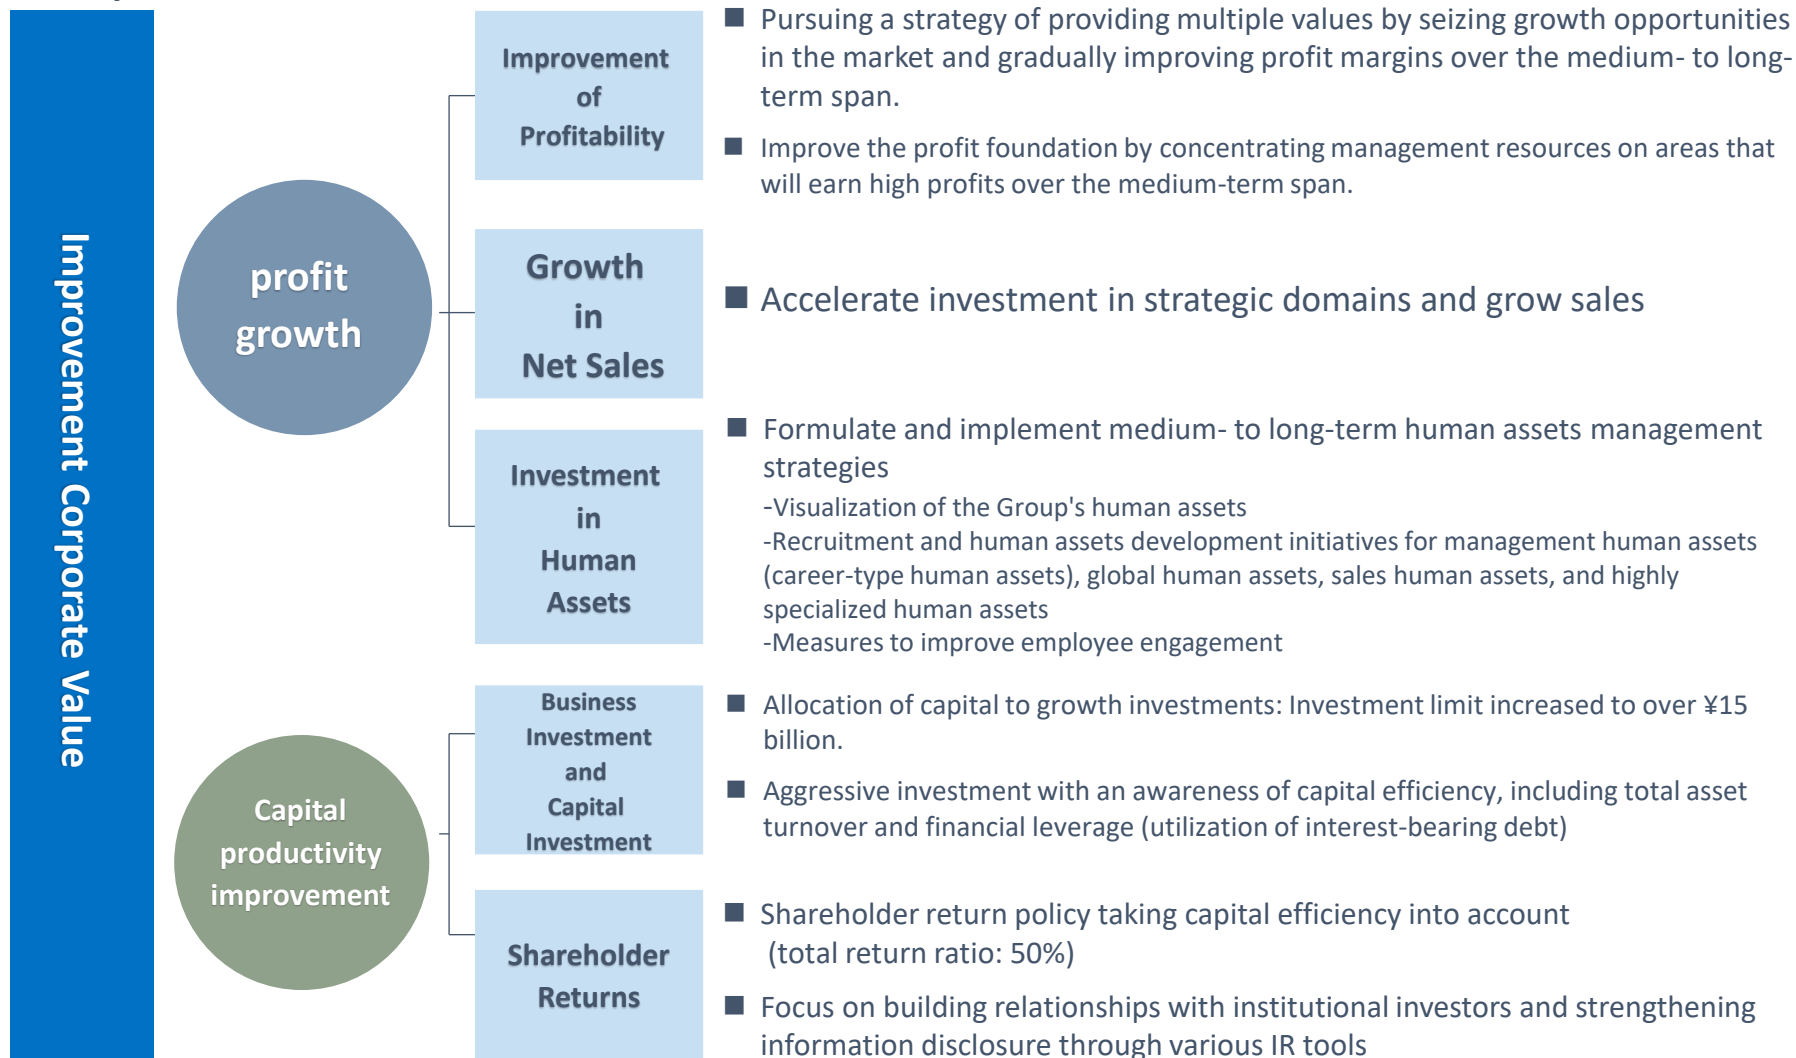 Improvement Corporate Value
profit
growth
Improvement
of
Profitability
■ Pursuing a strategy of providing multiple values by seizing growth opportunities
in the market and gradually improving profit margins over the medium- to long-
term span.
■ Improve the profit foundation by concentrating management resources on areas that
will earn high profits over the medium-term span.
Growth
in
Net Sales
■ Accelerate investment in strategic domains and grow sales
Investment
in
Human
Assets
■ Formulate and implement medium- to long-term human assets management
strategies
-Visualization of the Group's human assets
-Recruitment and human assets development initiatives for management human assets
(career-type human assets), global human assets, sales human assets, and highly
specialized human assets
-Measures to improve employee engagement
Capital
productivity
improvement
Business
Investment
and
Capital
Investment
■ Allocation of capital to growth investments: Investment limit increased to over ¥15
billion.
■ Aggressive investment with an awareness of capital efficiency, including total asset
turnover and financial leverage (utilization of interest-bearing debt)
Shareholder
Returns
■ Shareholder return policy taking capital efficiency into account
(total return ratio: 50%)
■ Focus on building relationships with institutional investors and strengthening
information disclosure through various IR tools